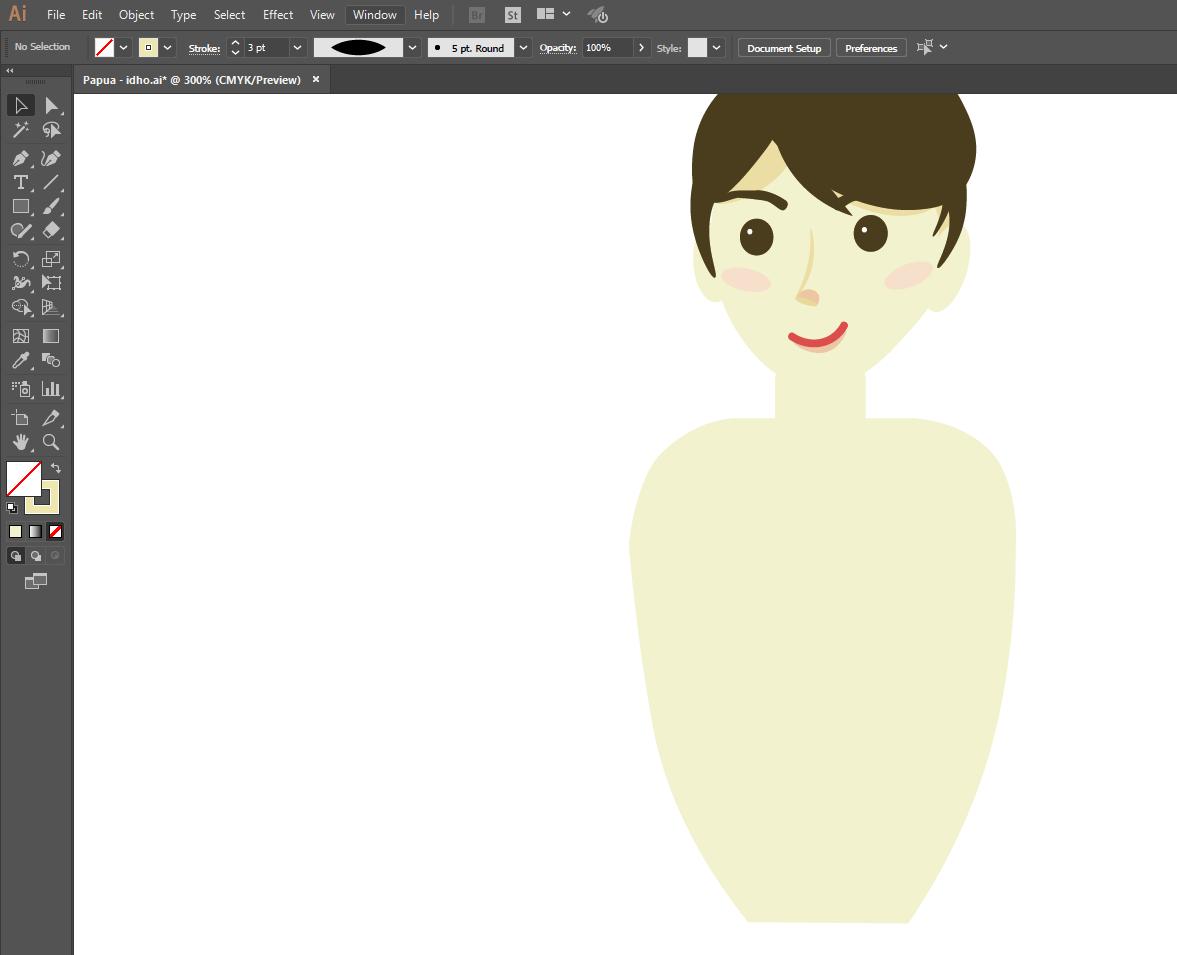 Ai File Edit Object Type Select Effect View Window Help Br St
No Selection Stroke: 3 pt 5 pt. Round Opacity: 100% Style: Document Setup Preferences
Papua - idho.ai* @ 300% (CMYK/Preview) ×